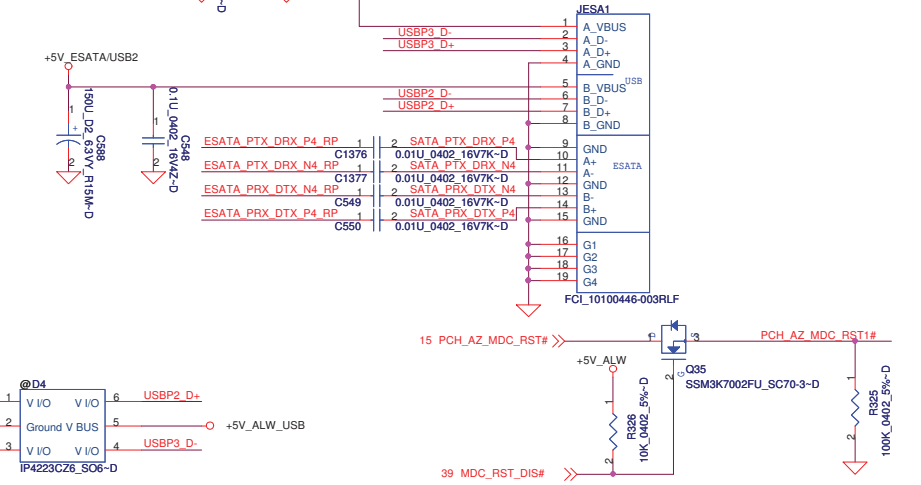 ~D
JESA1
1 A_VBUS
USBP3_D- 2 A_D-
USBP3_D+ 3 A_D+
4 A_GND
+5V_ESATA/USB2
5 B_VBUS USB
USBP2_D- 6 B_D-
USBP2_D+ 7 B_D+
8 B_GND
1 2 + C588 150U_D2_6.3VY_R15M~D
1 2 C548 0.1U_0402_16V4Z~D
ESATA_PTX_DRX_P4_RP 1 2 SATA_PTX_DRX_P4
C1376 0.01U_0402_16V7K~D
ESATA_PTX_DRX_N4_RP 1 2 SATA_PTX_DRX_N4
C1377 0.01U_0402_16V7K~D
ESATA_PRX_DTX_N4_RP 1 2 SATA_PRX_DTX_N4
C549 0.01U_0402_16V7K~D
ESATA_PRX_DTX_P4_RP 1 2 SATA_PRX_DTX_P4
C550 0.01U_0402_16V7K~D
9 GND
10 A+
11 A- ESATA
12 GND
13 B-
14 B+
15 GND
16 G1
17 G2
18 G3
19 G4
FCI_10100446-003RLF
15 PCH_AZ_MDC_RST# 1 D S 3 PCH_AZ_MDC_RST1#
G 2
Q35
SSM3K7002FU_SC70-3~D
+5V_ALW
1 2 R326 10K_0402_5%~D
1 2 R325 100K_0402_5%~D
39 MDC_RST_DIS#
@D4
1 V I/O V I/O 6 USBP2_D+
2 Ground V BUS 5 +5V_ALW_USB
3 V I/O V I/O 4 USBP3_D-
IP4223CZ6_SO6~D